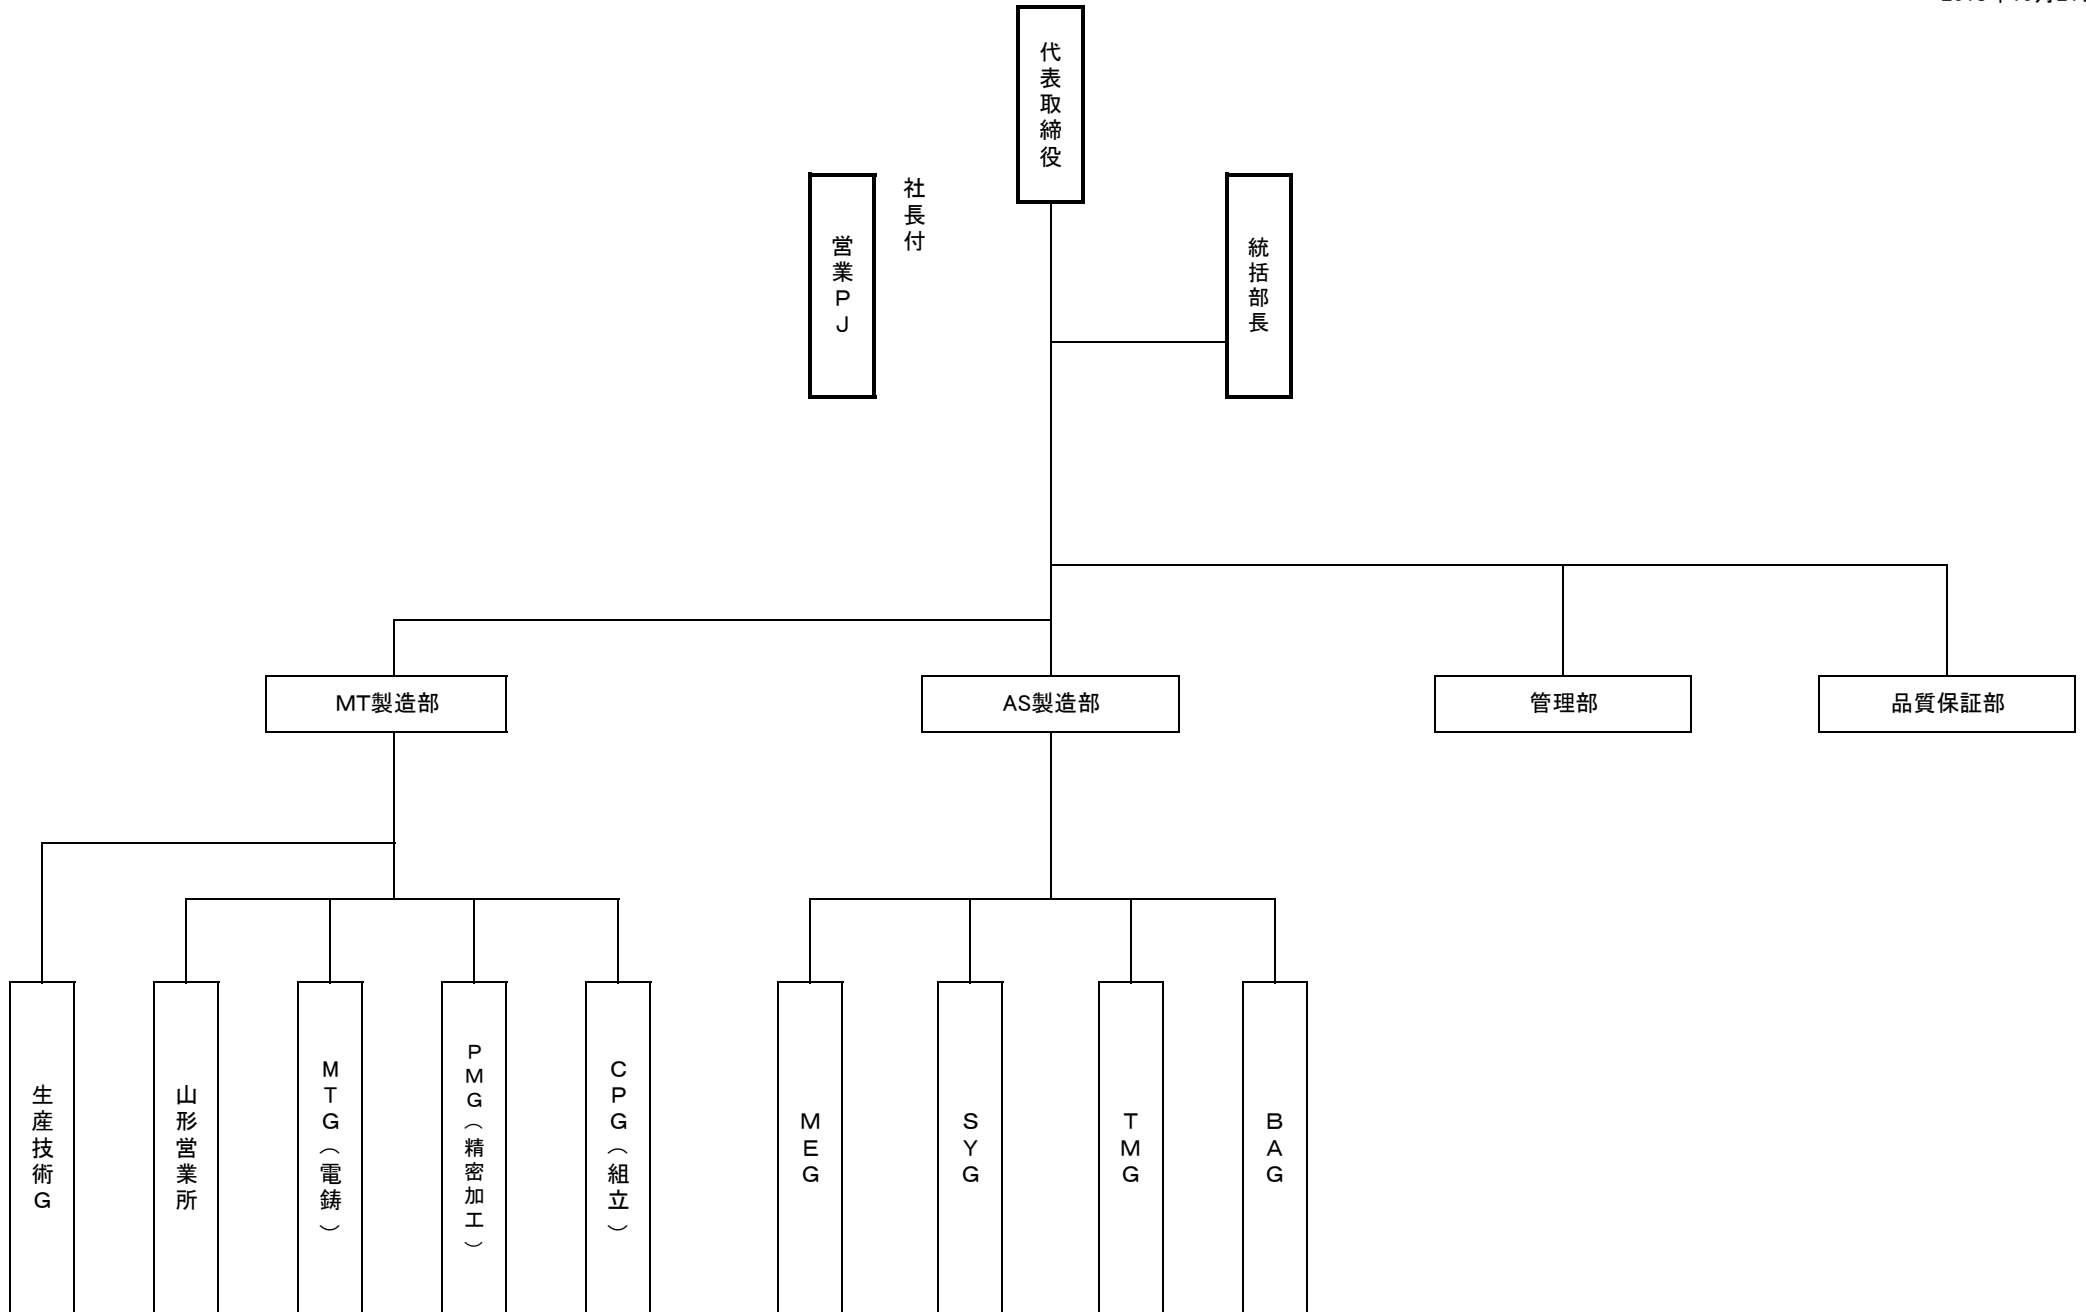 代表取締役
営業PJ
社長付
統括部長
MT製造部
AS製造部
管理部
品質保証部
生産技術G
山形営業所
MTG(電鋳)
PMG(精密加工)
CPG(組立)
MEG
SYG
TMG
BAG